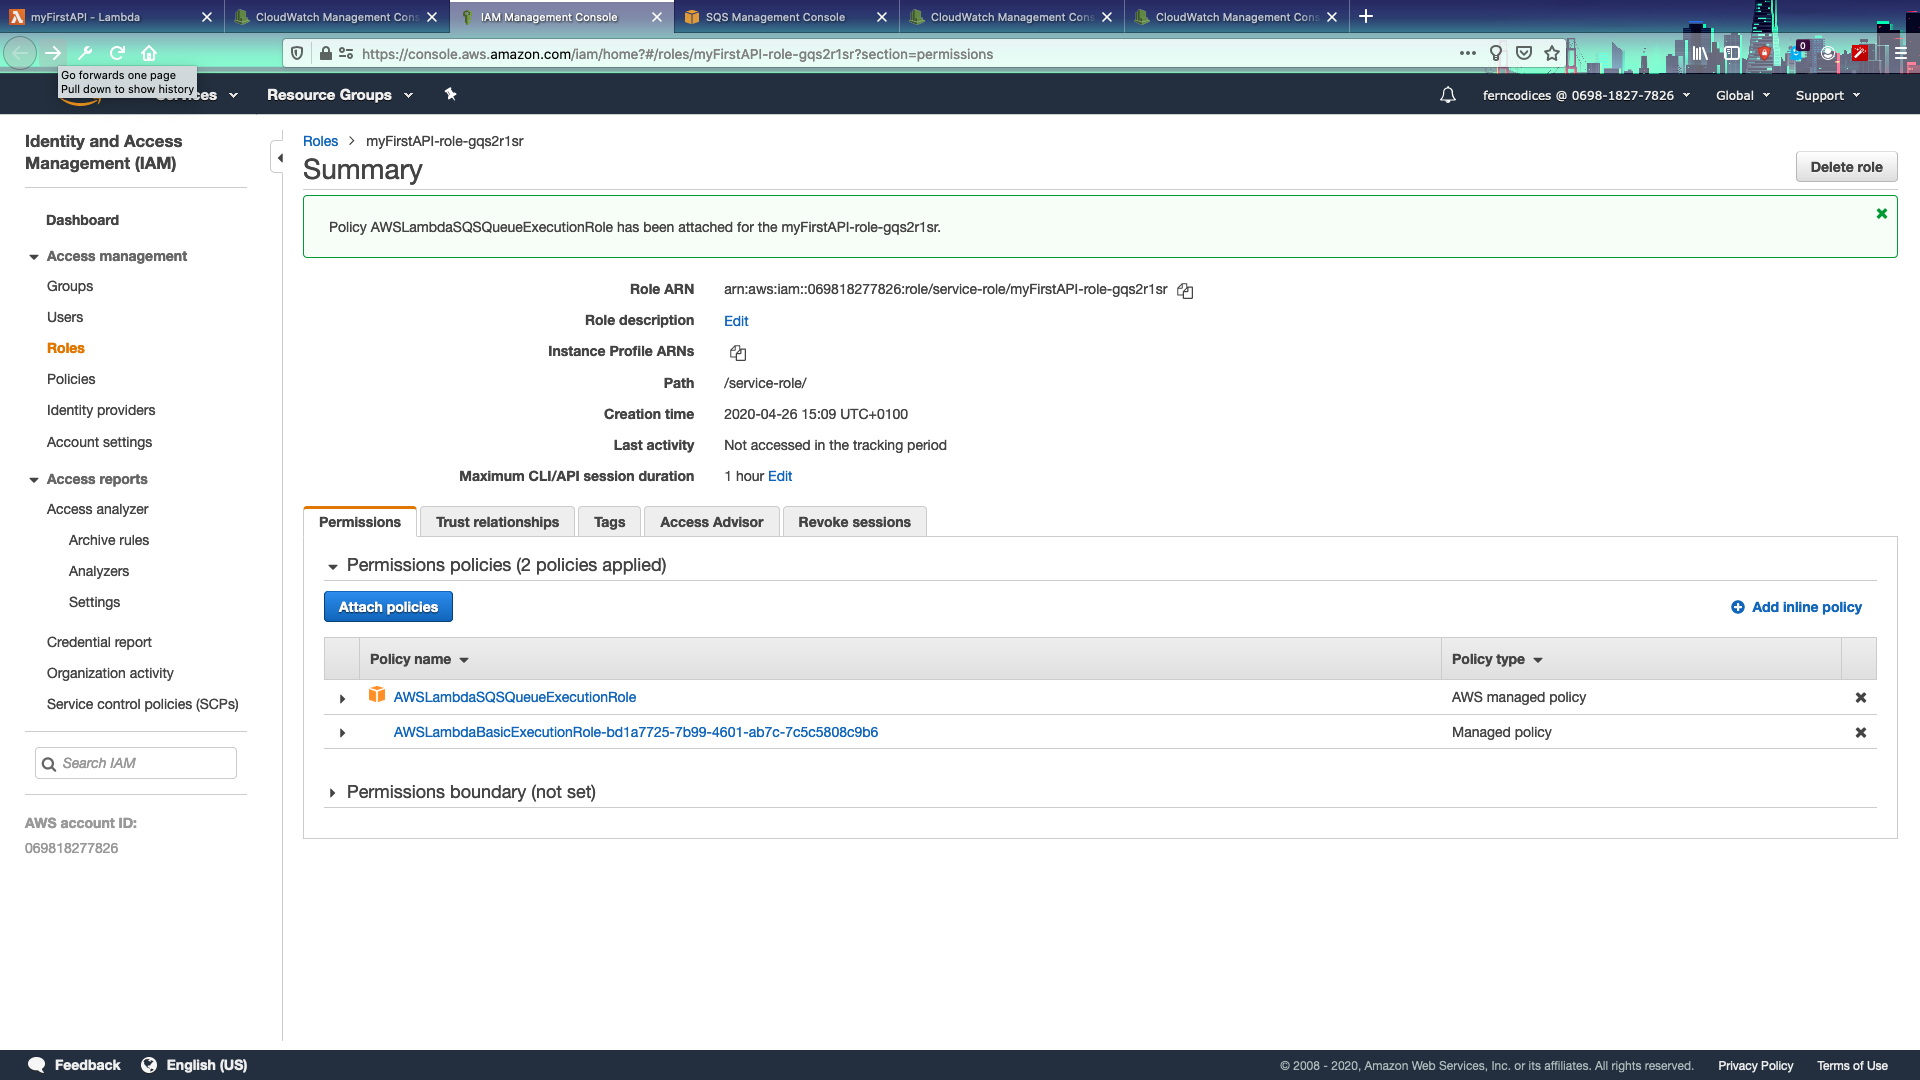 myFirstAPI - Lambda
CloudWatch Management Cons
IAM Management Console
SQS Management Console
CloudWatch Management Cons
CloudWatch Management Cons
https://console.aws.amazon.com/iam/home?#/roles/myFirstAPI-role-gqs2r1sr?section=permissions
0
Go forwards one page
Pull down to show history
Services
Resource Groups
ferncodices @ 0698-1827-7826
Global
Support
Identity and Access
Management (IAM)
Dashboard
Access management
Groups
Users
Roles
Policies
Identity providers
Account settings
Access reports
Access analyzer
Archive rules
Analyzers
Settings
Credential report
Organization activity
Service control policies (SCPs)
Search IAM
AWS account ID:
069818277826
Roles > myFirstAPI-role-gqs2r1sr
Summary
Delete role
Policy AWSLambdaSQSQueueExecutionRole has been attached for the myFirstAPI-role-gqs2r1sr.
Role ARN arn:aws:iam::069818277826:role/service-role/myFirstAPI-role-gqs2r1sr
Role description Edit
Instance Profile ARNs
Path /service-role/
Creation time 2020-04-26 15:09 UTC+0100
Last activity Not accessed in the tracking period
Maximum CLI/API session duration 1 hour Edit
Permissions
Trust relationships
Tags
Access Advisor
Revoke sessions
Permissions policies (2 policies applied)
Attach policies
Add inline policy
Policy name
Policy type
AWSLambdaSQSQueueExecutionRole AWS managed policy
AWSLambdaBasicExecutionRole-bd1a7725-7b99-4601-ab7c-7c5c5808c9b6 Managed policy
Permissions boundary (not set)
Feedback
English (US)
© 2008 - 2020, Amazon Web Services, Inc. or its affiliates. All rights reserved.
Privacy Policy
Terms of Use